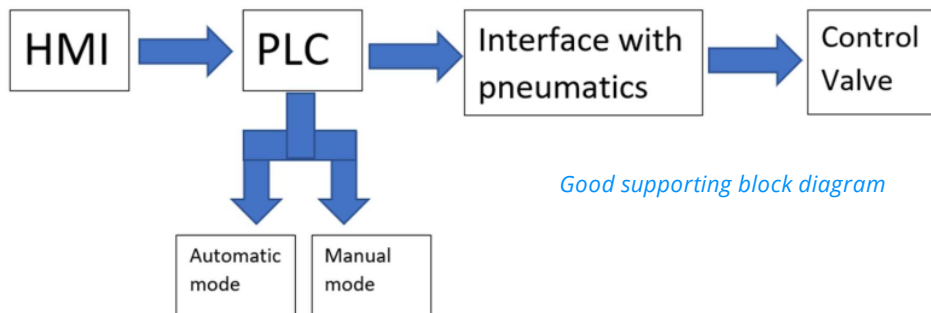 HMI
PLC
Interface with
pneumatics
Control
Valve
Good supporting block diagram
Automatic
mode
Manual
mode